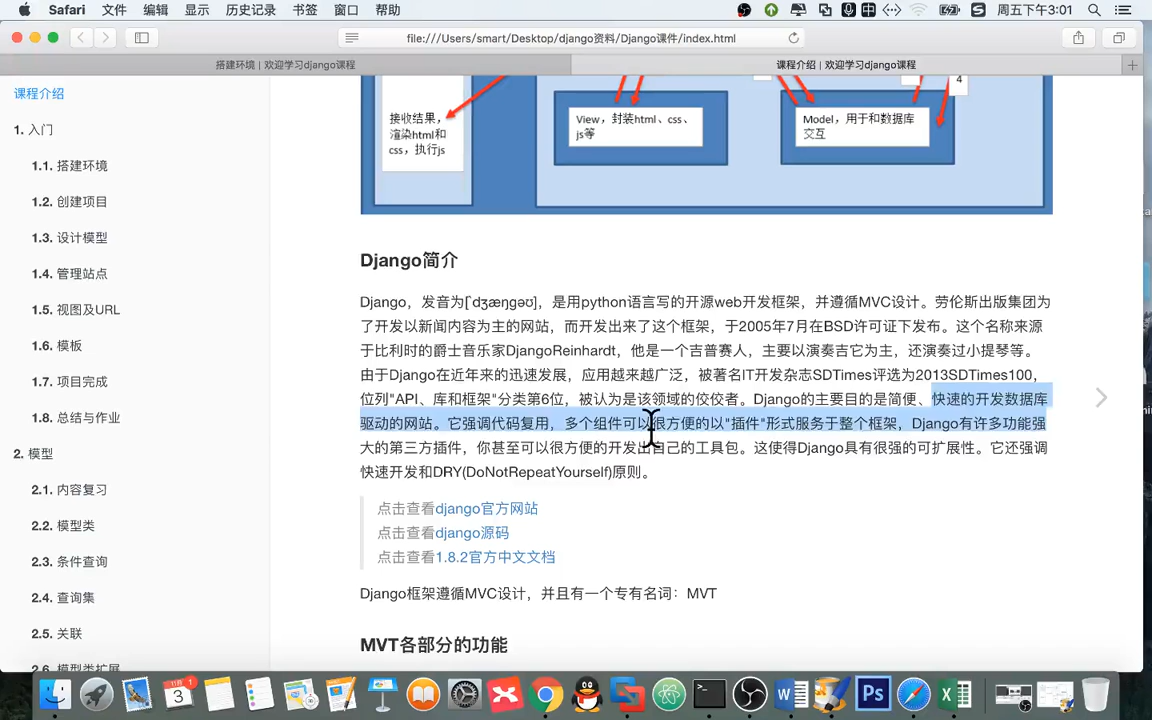 Safari 文件 编辑 显示 历史记录 书签 窗口 帮助 周五下午3:01
file:///Users/smart/Desktop/django资料/Django课件/index.html
搭建环境 | 欢迎学习django课程 课程介绍 | 欢迎学习django课程
课程介绍
1. 入门
1.1. 搭建环境
1.2. 创建项目
1.3. 设计模型
1.4. 管理站点
1.5. 视图及URL
1.6. 模板
1.7. 项目完成
1.8. 总结与作业
2. 模型
2.1. 内容复习
2.2. 模型类
2.3. 条件查询
2.4. 查询集
2.5. 关联
2.6. 模型类扩展
4
接收结果，
渲染html和
css，执行js
View，封装html、css、
js等
Model，用于和数据库
交互
Django简介
Django，发音为[`dʒæŋgəʊ]，是用python语言写的开源web开发框架，并遵循MVC设计。劳伦斯出版集团为
了开发以新闻内容为主的网站，而开发出来了这个框架，于2005年7月在BSD许可证下发布。这个名称来源
于比利时的爵士音乐家DjangoReinhardt，他是一个吉普赛人，主要以演奏吉它为主，还演奏过小提琴等。
由于Django在近年来的迅速发展，应用越来越广泛，被著名IT开发杂志SDTimes评选为2013SDTimes100，
位列"API、库和框架"分类第6位，被认为是该领域的佼佼者。Django的主要目的是简便、快速的开发数据库
驱动的网站。它强调代码复用，多个组件可以很方便的以"插件"形式服务于整个框架，Django有许多功能强
大的第三方插件，你甚至可以很方便的开发出自己的工具包。这使得Django具有很强的可扩展性。它还强调
快速开发和DRY(DoNotRepeatYourself)原则。
点击查看django官方网站
点击查看django源码
点击查看1.8.2官方中文文档
Django框架遵循MVC设计，并且有一个专有名词：MVT
MVT各部分的功能